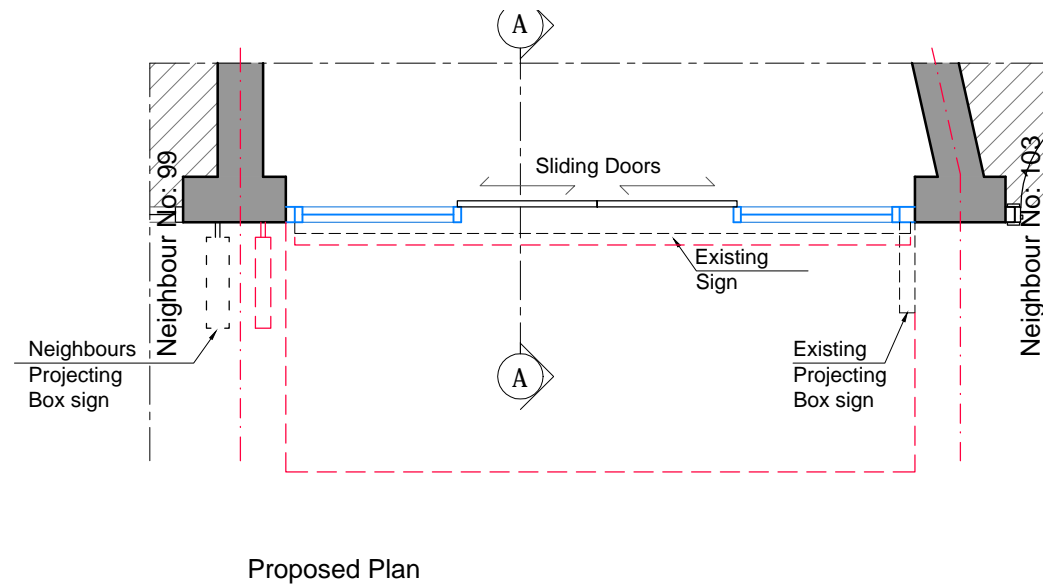 A
Sliding Doors
Neighbour No: 99
Neighbour No: 103
Existing
Sign
Neighbours
Projecting
Box sign
A
Existing
Projecting
Box sign
Proposed Plan